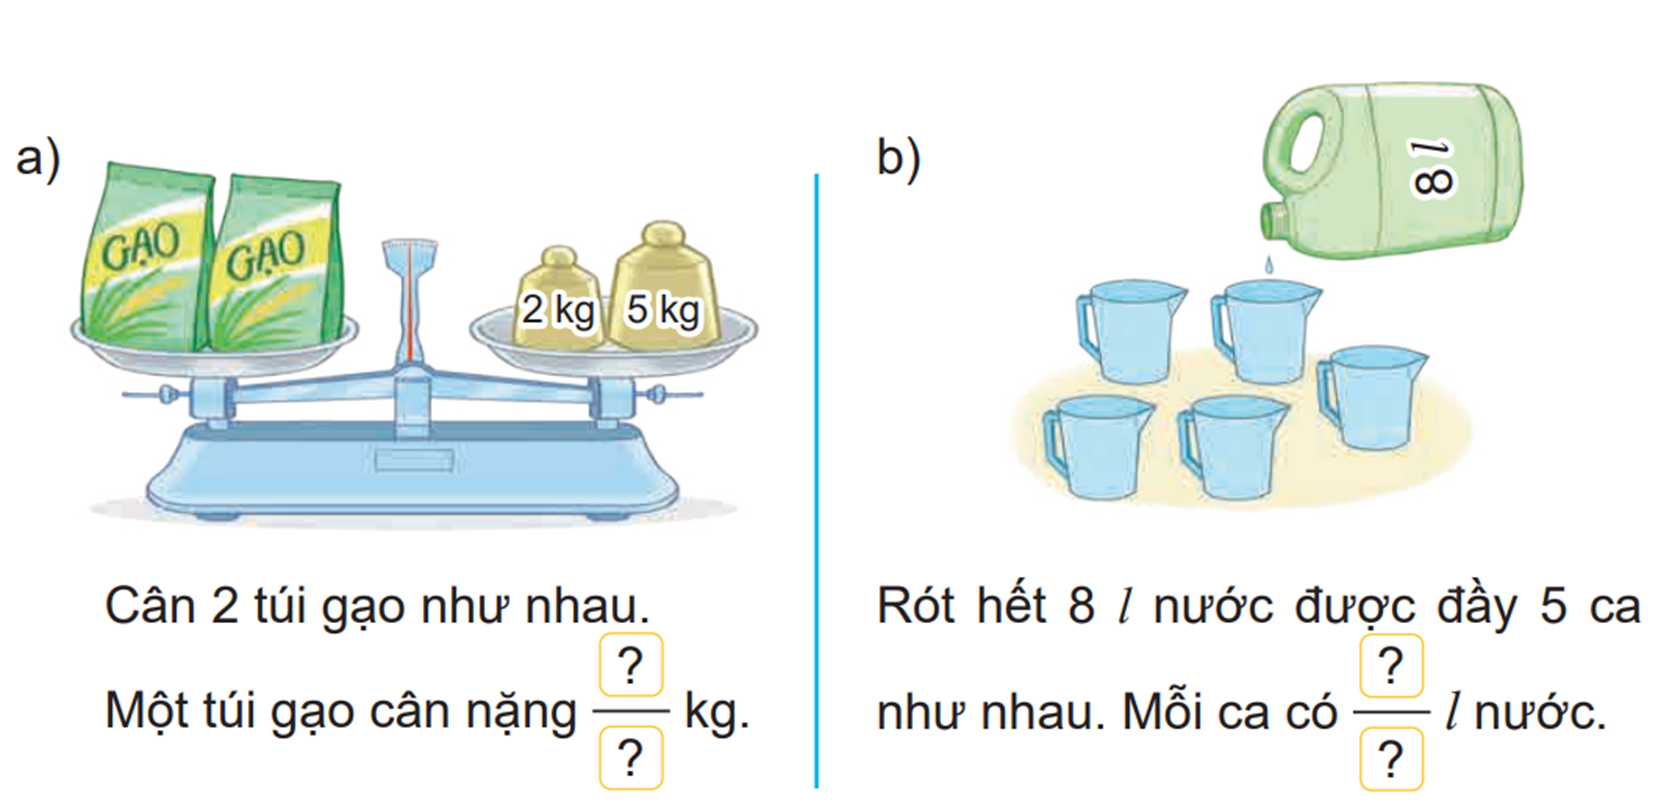 a)
GẠO
GẠO
2 kg
5 kg
Cân 2 túi gạo như nhau.
Một túi gạo cân nặng ?/? kg.
b)
8 l
Rót hết 8 l nước được đầy 5 ca
như nhau. Mỗi ca có ?/? l nước.